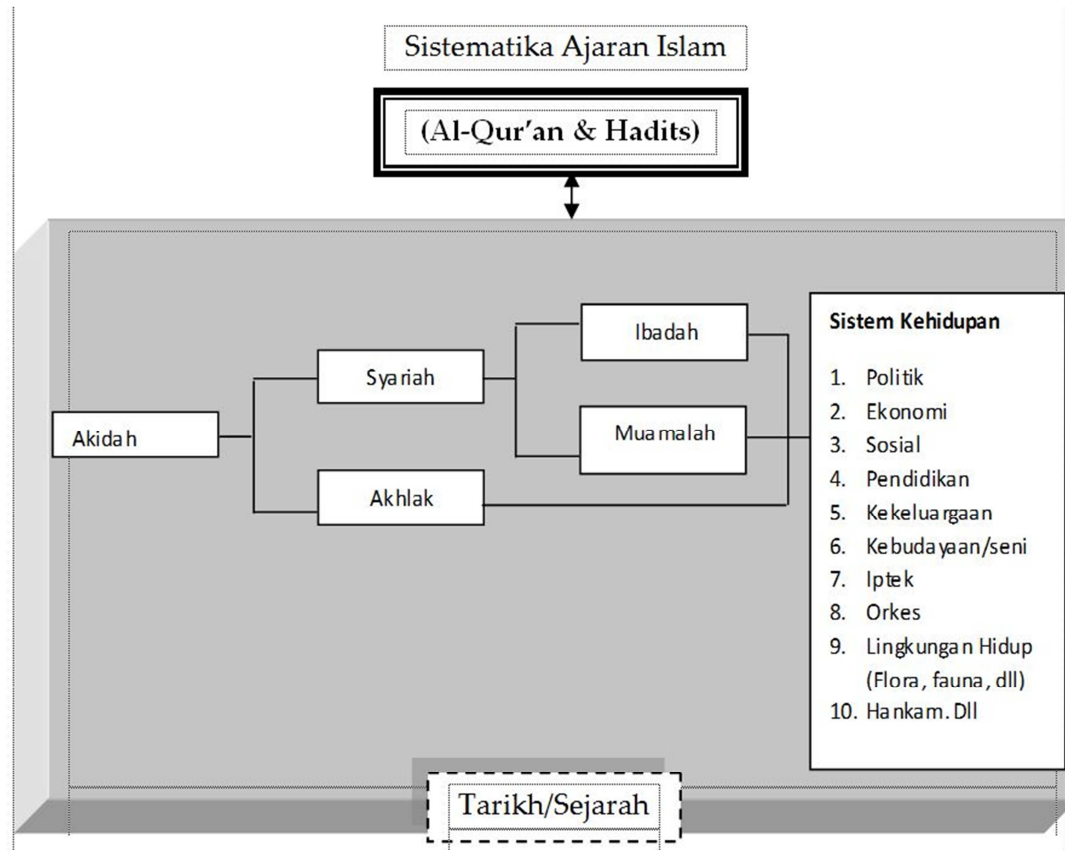 Sistematika Ajaran Islam
(Al-Qur'an & Hadits)
Akidah
Syariah
Akhlak
Ibadah
Muamalah
Sistem Kehidupan
1. Politik
2. Ekonomi
3. Sosial
4. Pendidikan
5. Kekeluargaan
6. Kebudayaan/seni
7. Iptek
8. Orkes
9. Lingkungan Hidup
(Flora, fauna, dll)
10. Hankam. Dll
Tarikh/Sejarah